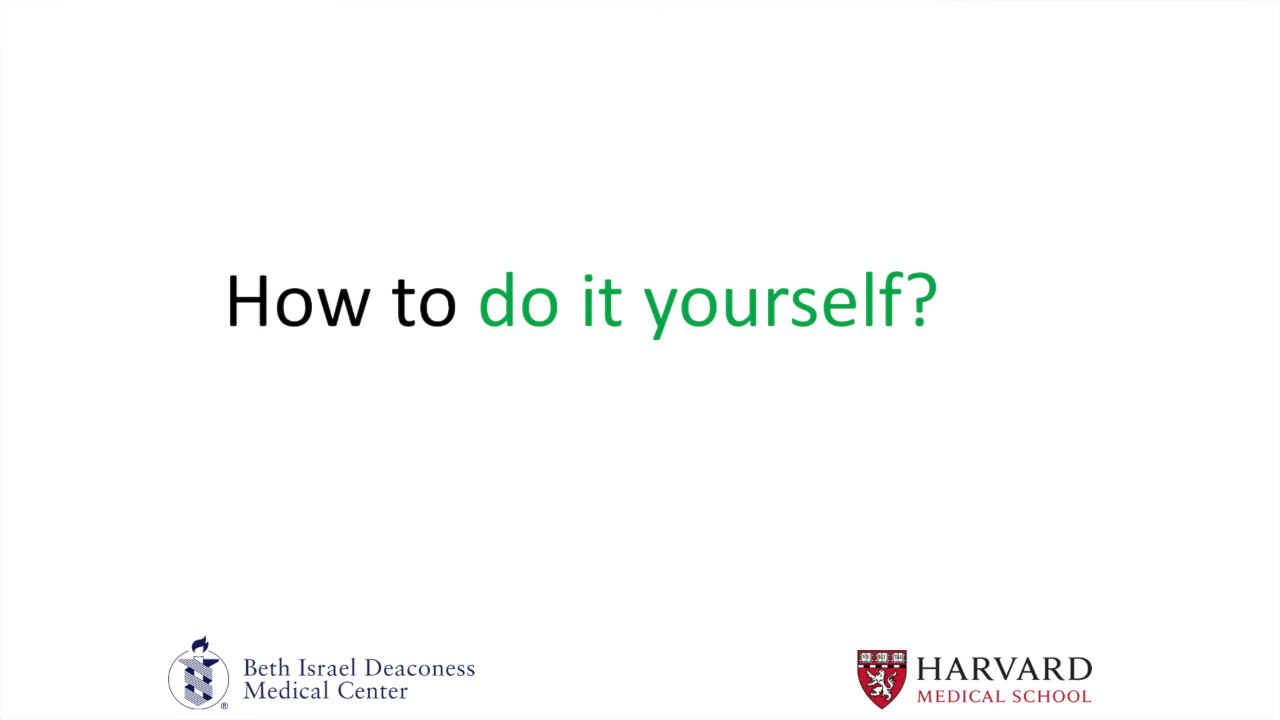 How to do it yourself?
Beth Israel Deaconess
Medical Center
®
HARVARD
MEDICAL SCHOOL